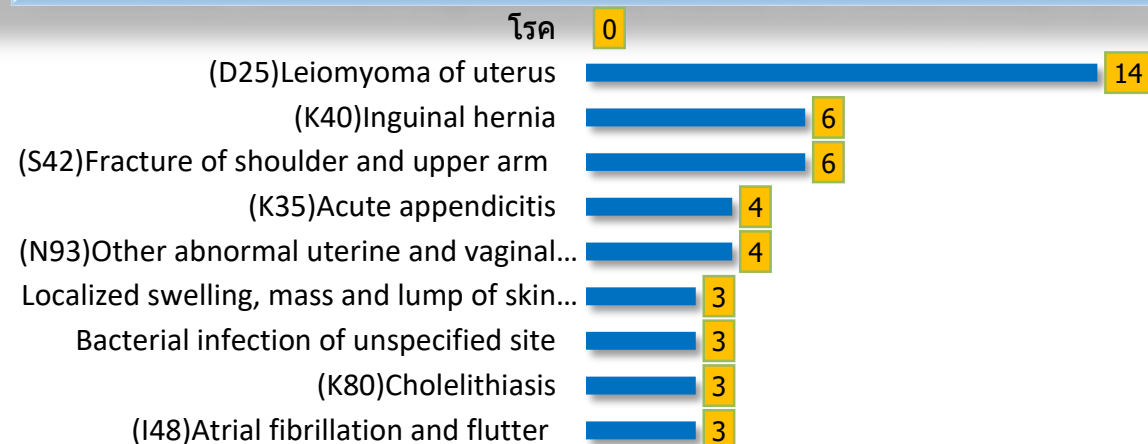 โรค 0
(D25)Leiomyoma of uterus 14
(K40)Inguinal hernia 6
(S42)Fracture of shoulder and upper arm 6
(K35)Acute appendicitis 4
(N93)Other abnormal uterine and vaginal... 4
Localized swelling, mass and lump of skin... 3
Bacterial infection of unspecified site 3
(K80)Cholelithiasis 3
(I48)Atrial fibrillation and flutter 3